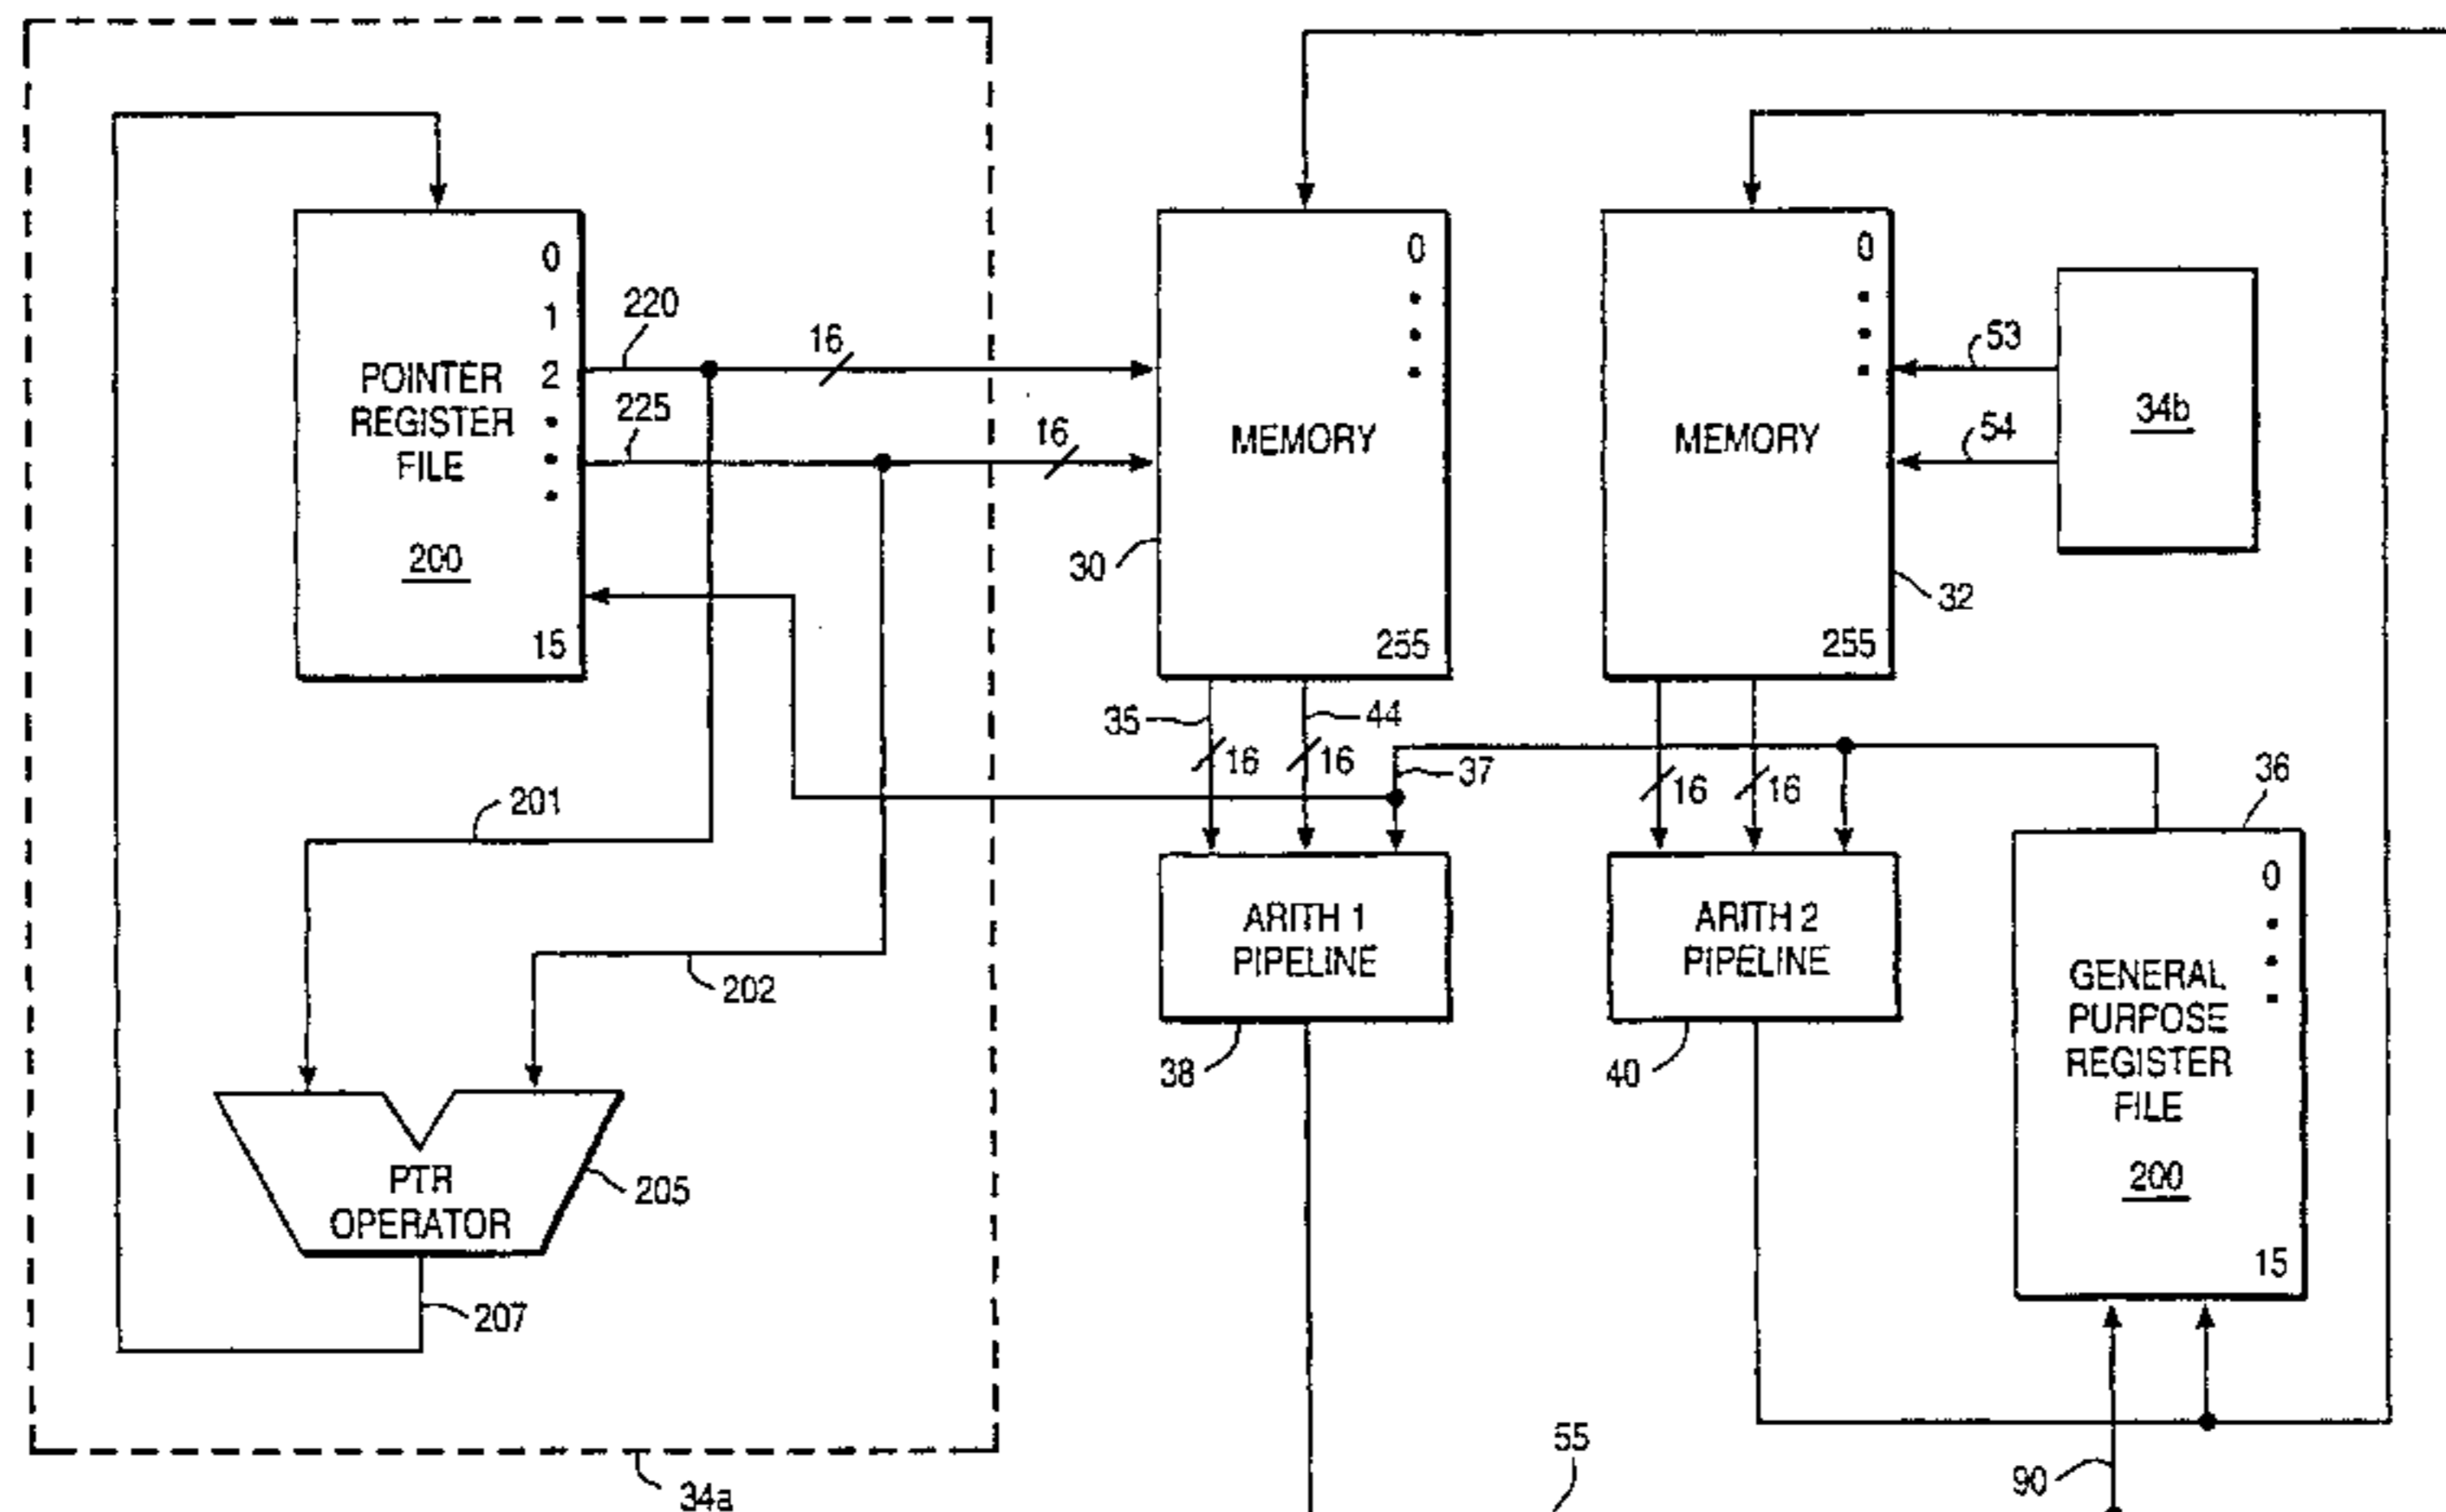 0
1
2
POINTER
REGISTER
FILE
200
15
220
16
225
16
201
202
PTR
OPERATOR
205
207
34a
0
MEMORY
30
255
0
MEMORY
32
255
53
54
34b
35
16
44
16
37
16
16
36
ARITH 1
PIPELINE
38
ARITH 2
PIPELINE
40
0
GENERAL
PURPOSE
REGISTER
FILE
200
15
55
90